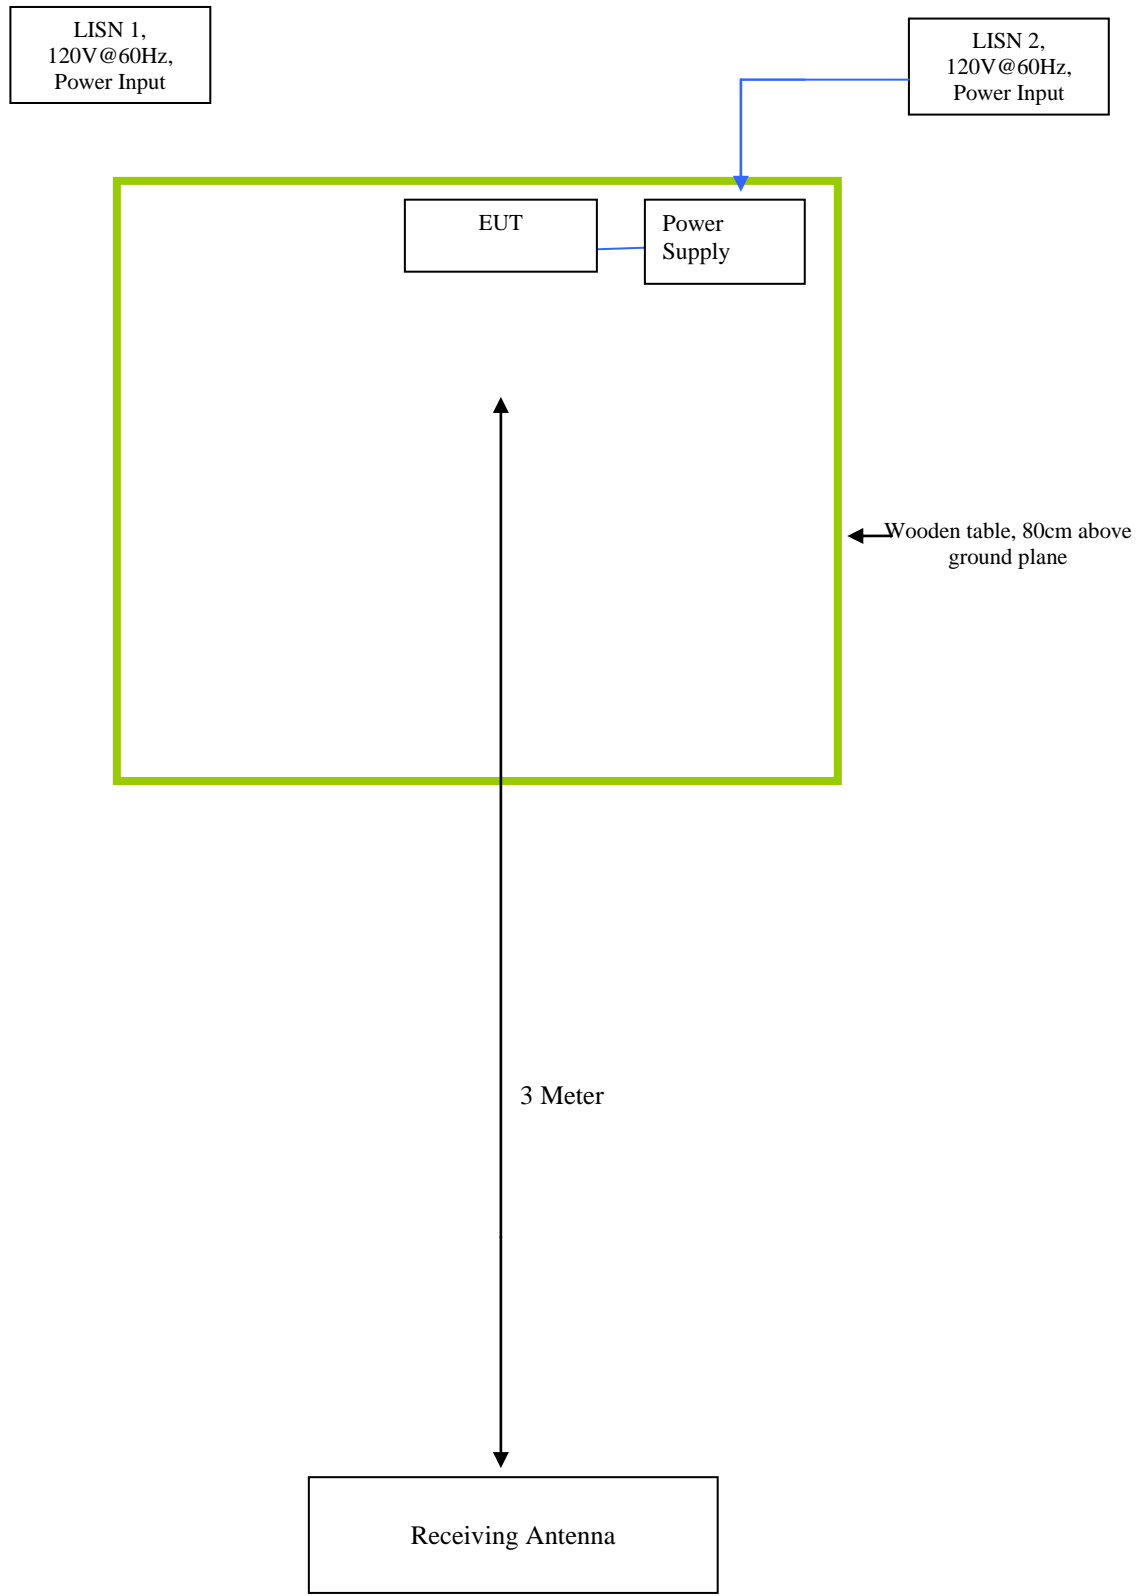 LISN 1,
120V@60Hz,
Power Input
LISN 2,
120V@60Hz,
Power Input
EUT
Power
Supply
Wooden table, 80cm above
ground plane
3 Meter
Receiving Antenna